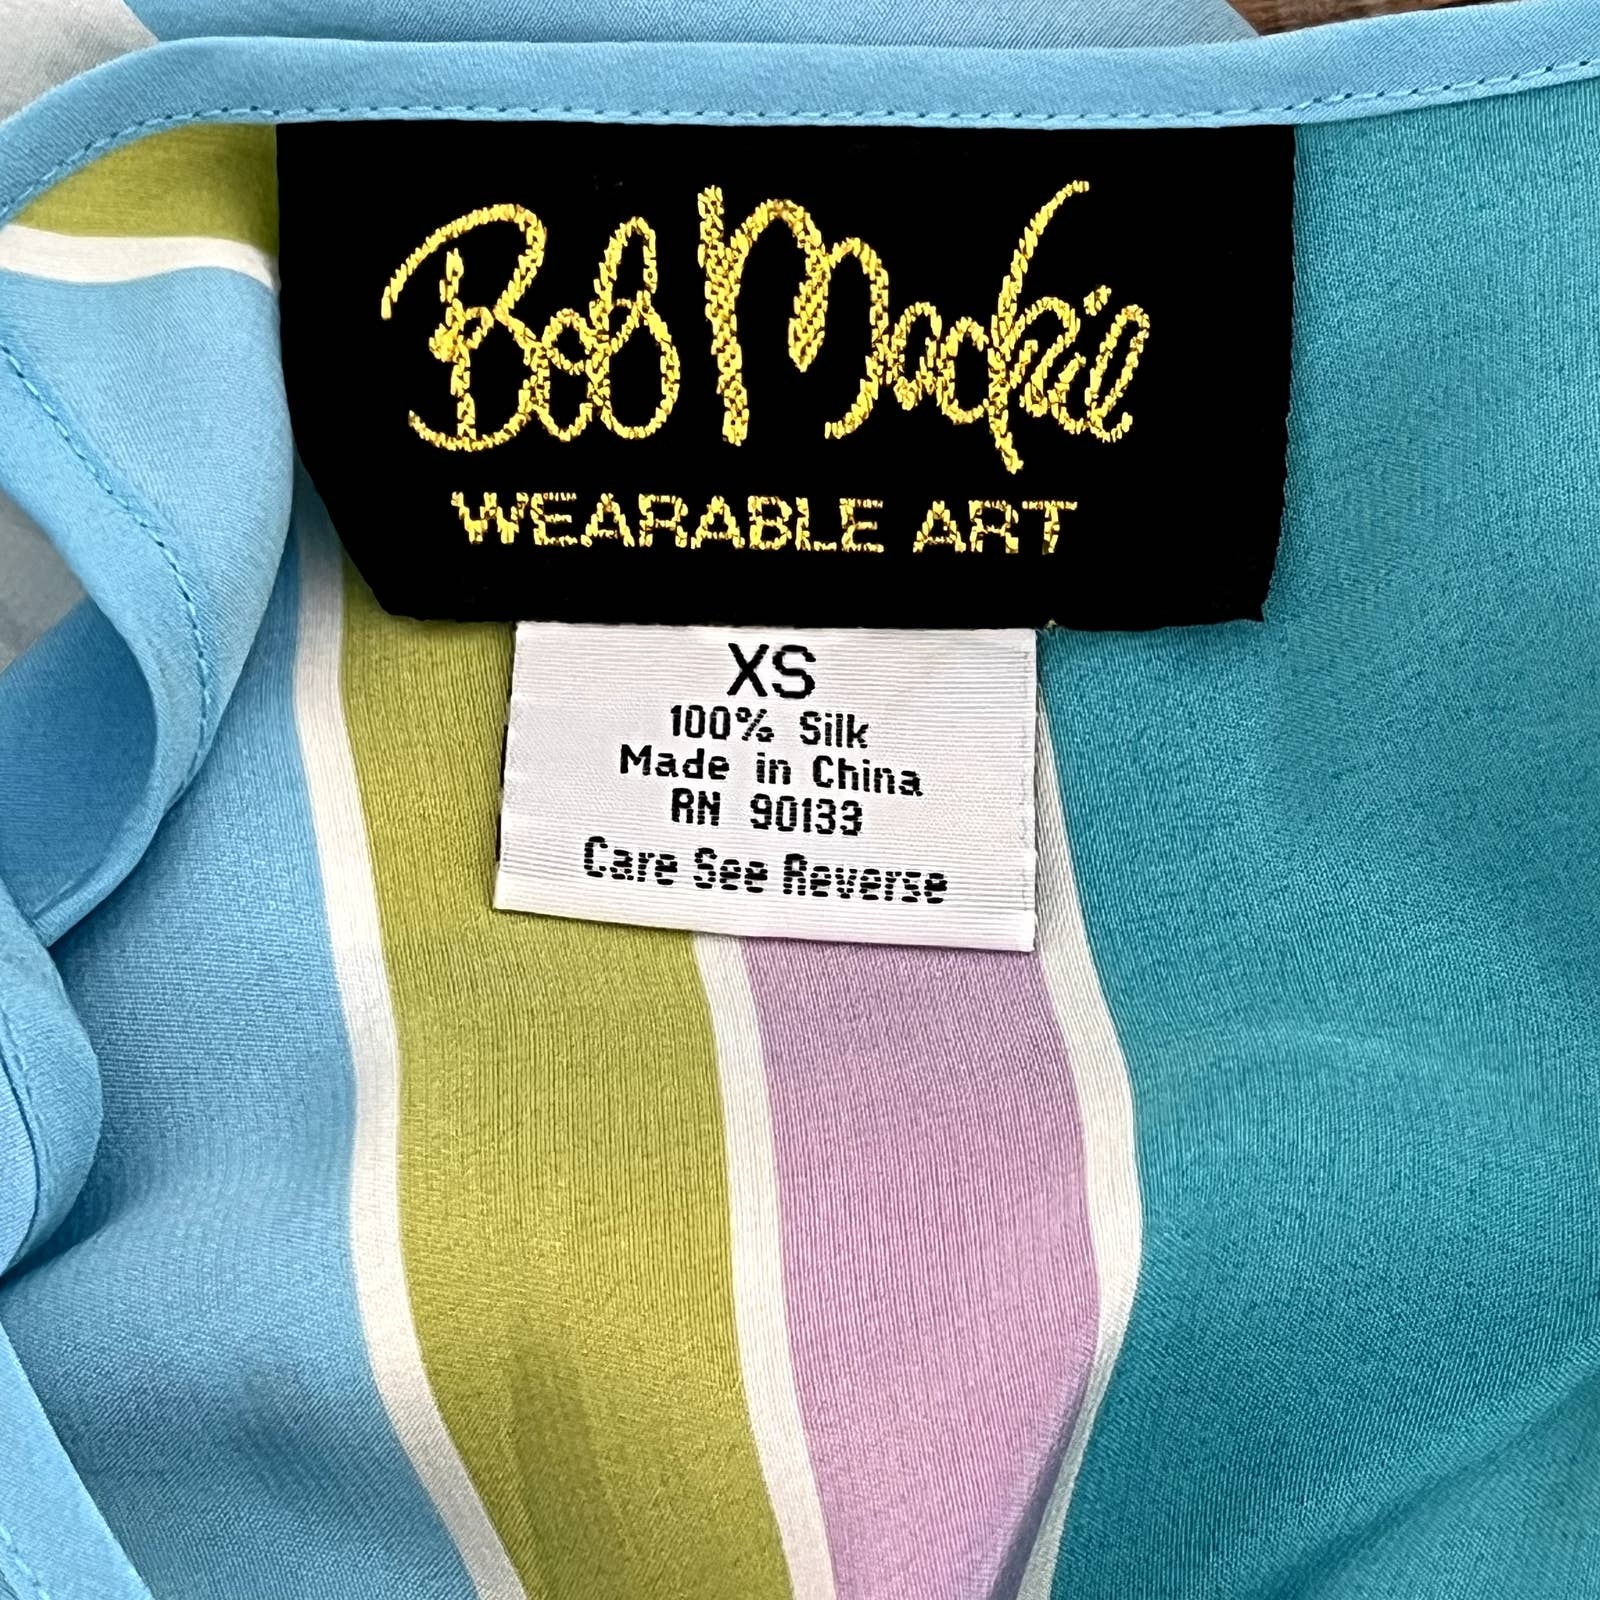 Bob Mackie
WEARABLE ART
XS
100% Silk
Made in China
RN 90133
Care See Reverse